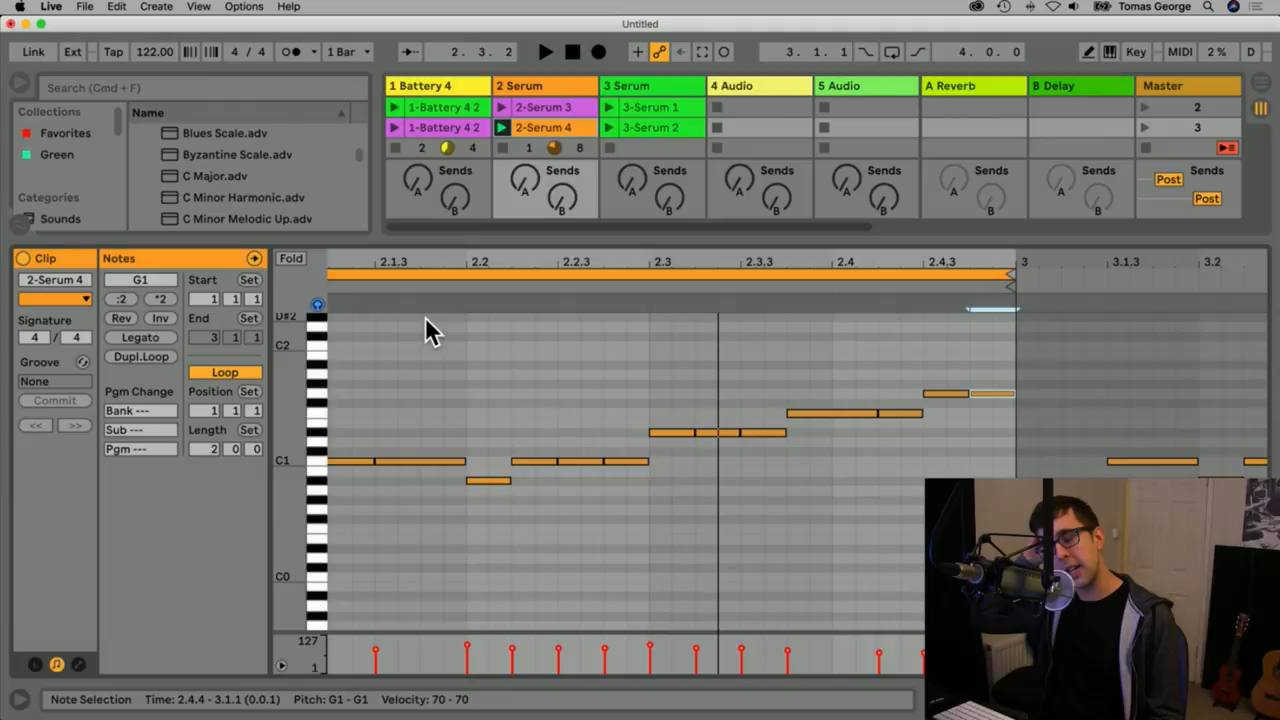 Live File Edit Create View Options Help Tomas George
Untitled
Link Ext Tap 122.00 4 / 4 1 Bar 2. 3. 2 3. 1. 1 4. 0. 0 Key MIDI 2 % D
Search (Cmd + F)
1 Battery 4 2 Serum 3 Serum 4 Audio 5 Audio A Reverb B Delay Master
Collections Name
1-Battery 4 2 2-Serum 3 3-Serum 1 2
Favorites Blues Scale.adv
1-Battery 4 2 2-Serum 4 3-Serum 2 3
Green Byzantine Scale.adv
2 4 1 8
C Major.adv
Sends Sends Sends Sends Sends Sends Sends Sends
A A A A A A A Post
Categories C Minor Harmonic.adv
B B B B B B B Post
Sounds C Minor Melodic Up.adv
Clip Notes Fold 2.1.3 2.2 2.2.3 2.3 2.3.3 2.4 2.4.3 3 3.1.3 3.2
2-Serum 4 G1 Start Set
:2 *2 1 1 1
Signature Rev Inv End Set
4 / 4 Legato 3 1 1
Groove Dupl.Loop
None Loop
Commit Pgm Change Position Set
Bank --- 1 1 1
<< >> Sub --- Length Set
Pgm --- 2 0 0
D#2
C2
C1
C0
127
1
Note Selection Time: 2.4.4 - 3.1.1 (0.0.1) Pitch: G1 - G1 Velocity: 70 - 70